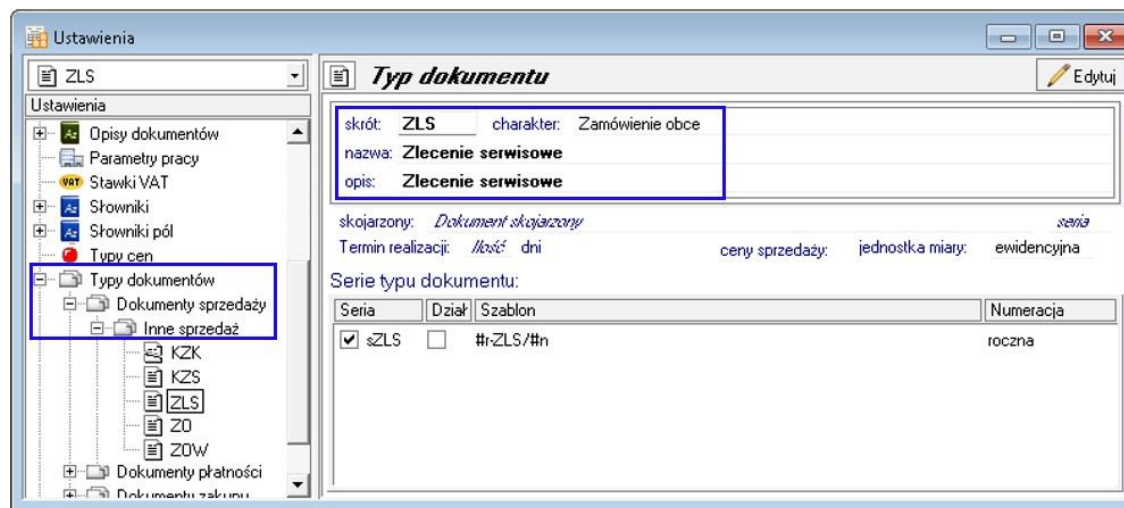 Ustawienia
ZLS
Typ dokumentu
Edytuj
Ustawienia
Opisy dokumentów
Parametry pracy
VAT Stawki VAT
Słowniki
Słowniki pól
Typy cen
Typy dokumentów
Dokumenty sprzedaży
Inne sprzedaż
KZK
KZS
ZLS
ZO
ZOW
Dokumenty płatności
Dokumenty zakupu
skrót: ZLS charakter: Zamówienie obce
nazwa: Zlecenie serwisowe
opis: Zlecenie serwisowe
skojarzony: Dokument skojarzony seria
Termin realizacji: Ilość dni ceny sprzedaży: jednostka miary: ewidencyjna
Serie typu dokumentu:
Seria Dział Szablon Numeracja
sZLS #r-ZLS/#n roczna